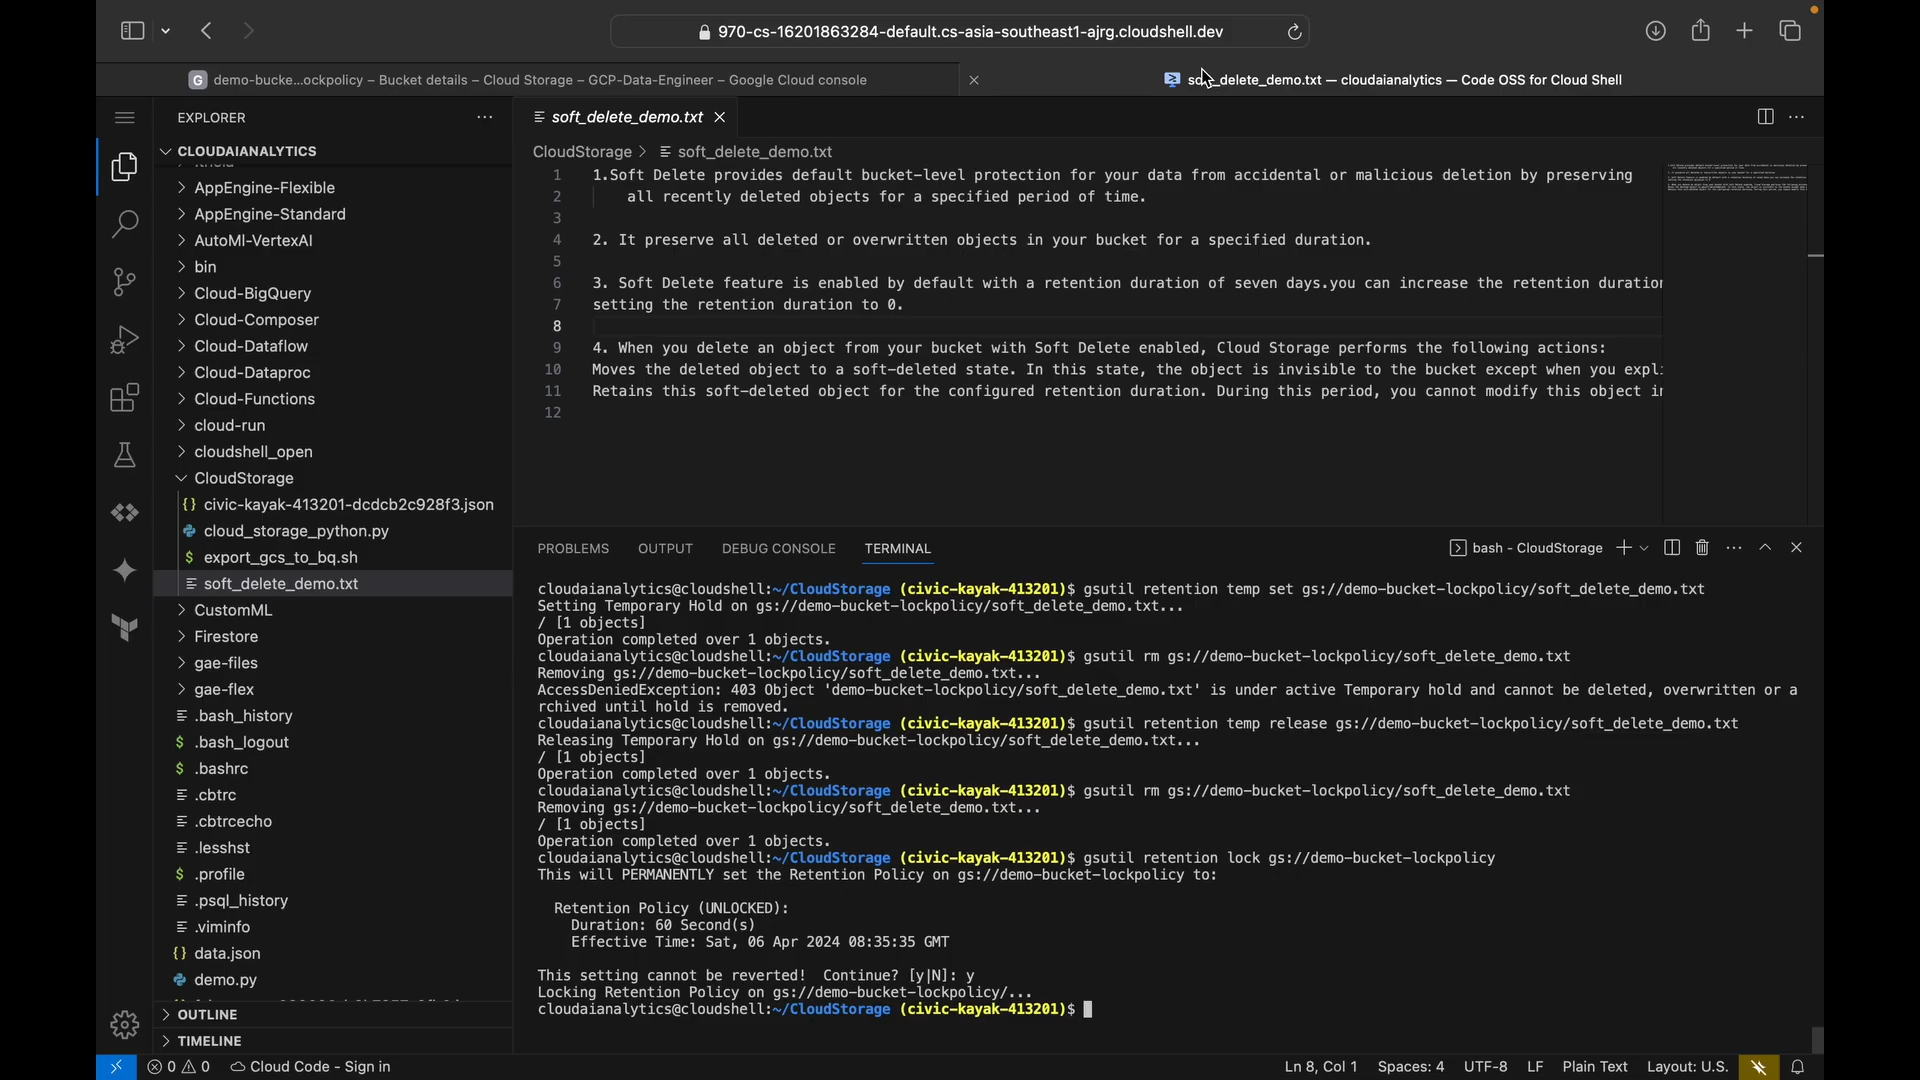 970-cs-16201863284-default.cs-asia-southeast1-ajrg.cloudshell.dev
G demo-bucke...ockpolicy – Bucket details – Cloud Storage – GCP-Data-Engineer – Google Cloud console
delete_demo.txt — cloudaianalytics — Code OSS for Cloud Shell
EXPLORER
CLOUDAIANALYTICS
AppEngine-Flexible
AppEngine-Standard
AutoMl-VertexAI
bin
Cloud-BigQuery
Cloud-Composer
Cloud-Dataflow
Cloud-Dataproc
Cloud-Functions
cloud-run
cloudshell_open
CloudStorage
{} civic-kayak-413201-dcdcb2c928f3.json
cloud_storage_python.py
$ export_gcs_to_bq.sh
soft_delete_demo.txt
CustomML
Firestore
gae-files
gae-flex
.bash_history
$ .bash_logout
$ .bashrc
.cbtrc
.cbtrcecho
.lesshst
$ .profile
.psql_history
.viminfo
{} data.json
demo.py
OUTLINE
TIMELINE
soft_delete_demo.txt
CloudStorage > soft_delete_demo.txt
1 1.Soft Delete provides default bucket-level protection for your data from accidental or malicious deletion by preserving
2 all recently deleted objects for a specified period of time.
3
4 2. It preserve all deleted or overwritten objects in your bucket for a specified duration.
5
6 3. Soft Delete feature is enabled by default with a retention duration of seven days.you can increase the retention duration
7 setting the retention duration to 0.
8
9 4. When you delete an object from your bucket with Soft Delete enabled, Cloud Storage performs the following actions:
10 Moves the deleted object to a soft-deleted state. In this state, the object is invisible to the bucket except when you expli
11 Retains this soft-deleted object for the configured retention duration. During this period, you cannot modify this object in
12
PROBLEMS OUTPUT DEBUG CONSOLE TERMINAL
bash - CloudStorage
cloudaianalytics@cloudshell:~/CloudStorage (civic-kayak-413201)$ gsutil retention temp set gs://demo-bucket-lockpolicy/soft_delete_demo.txt
Setting Temporary Hold on gs://demo-bucket-lockpolicy/soft_delete_demo.txt...
/ [1 objects]
Operation completed over 1 objects.
cloudaianalytics@cloudshell:~/CloudStorage (civic-kayak-413201)$ gsutil rm gs://demo-bucket-lockpolicy/soft_delete_demo.txt
Removing gs://demo-bucket-lockpolicy/soft_delete_demo.txt...
AccessDeniedException: 403 Object 'demo-bucket-lockpolicy/soft_delete_demo.txt' is under active Temporary hold and cannot be deleted, overwritten or a
rchived until hold is removed.
cloudaianalytics@cloudshell:~/CloudStorage (civic-kayak-413201)$ gsutil retention temp release gs://demo-bucket-lockpolicy/soft_delete_demo.txt
Releasing Temporary Hold on gs://demo-bucket-lockpolicy/soft_delete_demo.txt...
/ [1 objects]
Operation completed over 1 objects.
cloudaianalytics@cloudshell:~/CloudStorage (civic-kayak-413201)$ gsutil rm gs://demo-bucket-lockpolicy/soft_delete_demo.txt
Removing gs://demo-bucket-lockpolicy/soft_delete_demo.txt...
/ [1 objects]
Operation completed over 1 objects.
cloudaianalytics@cloudshell:~/CloudStorage (civic-kayak-413201)$ gsutil retention lock gs://demo-bucket-lockpolicy
This will PERMANENTLY set the Retention Policy on gs://demo-bucket-lockpolicy to:
Retention Policy (UNLOCKED):
Duration: 60 Second(s)
Effective Time: Sat, 06 Apr 2024 08:35:35 GMT
This setting cannot be reverted! Continue? [y|N]: y
Locking Retention Policy on gs://demo-bucket-lockpolicy/...
cloudaianalytics@cloudshell:~/CloudStorage (civic-kayak-413201)$
0 0 Cloud Code - Sign in
Ln 8, Col 1 Spaces: 4 UTF-8 LF Plain Text Layout: U.S.